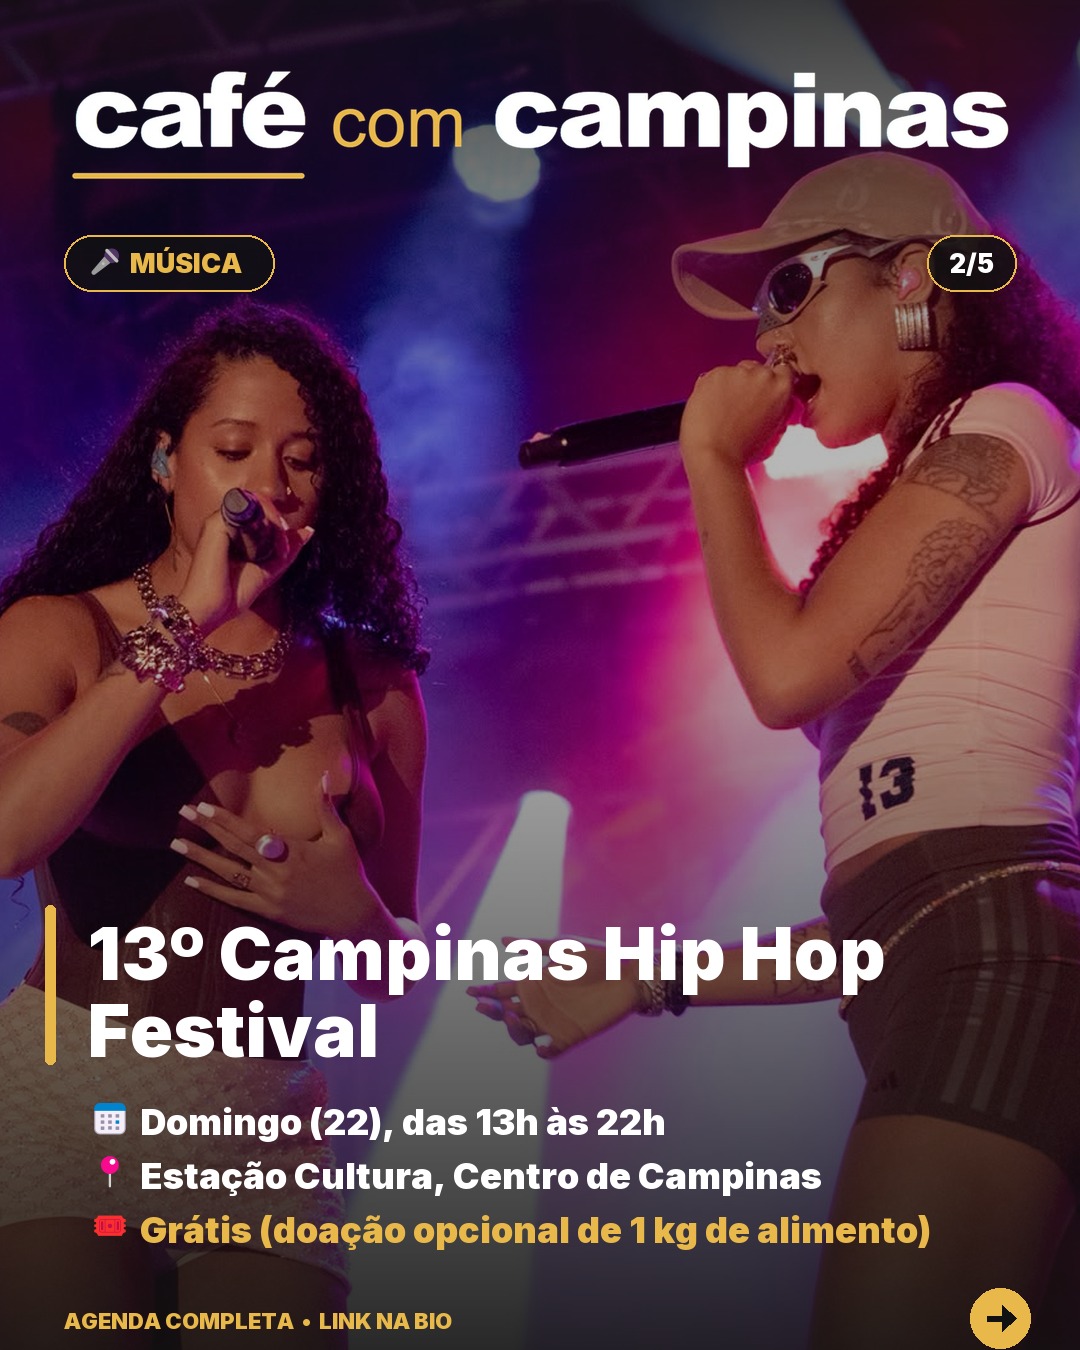 café com campinas
🎤 MÚSICA
2/5
13
13º Campinas Hip Hop
Festival
📅 Domingo (22), das 13h às 22h
📍 Estação Cultura, Centro de Campinas
🎟️ Grátis (doação opcional de 1 kg de alimento)
AGENDA COMPLETA • LINK NA BIO